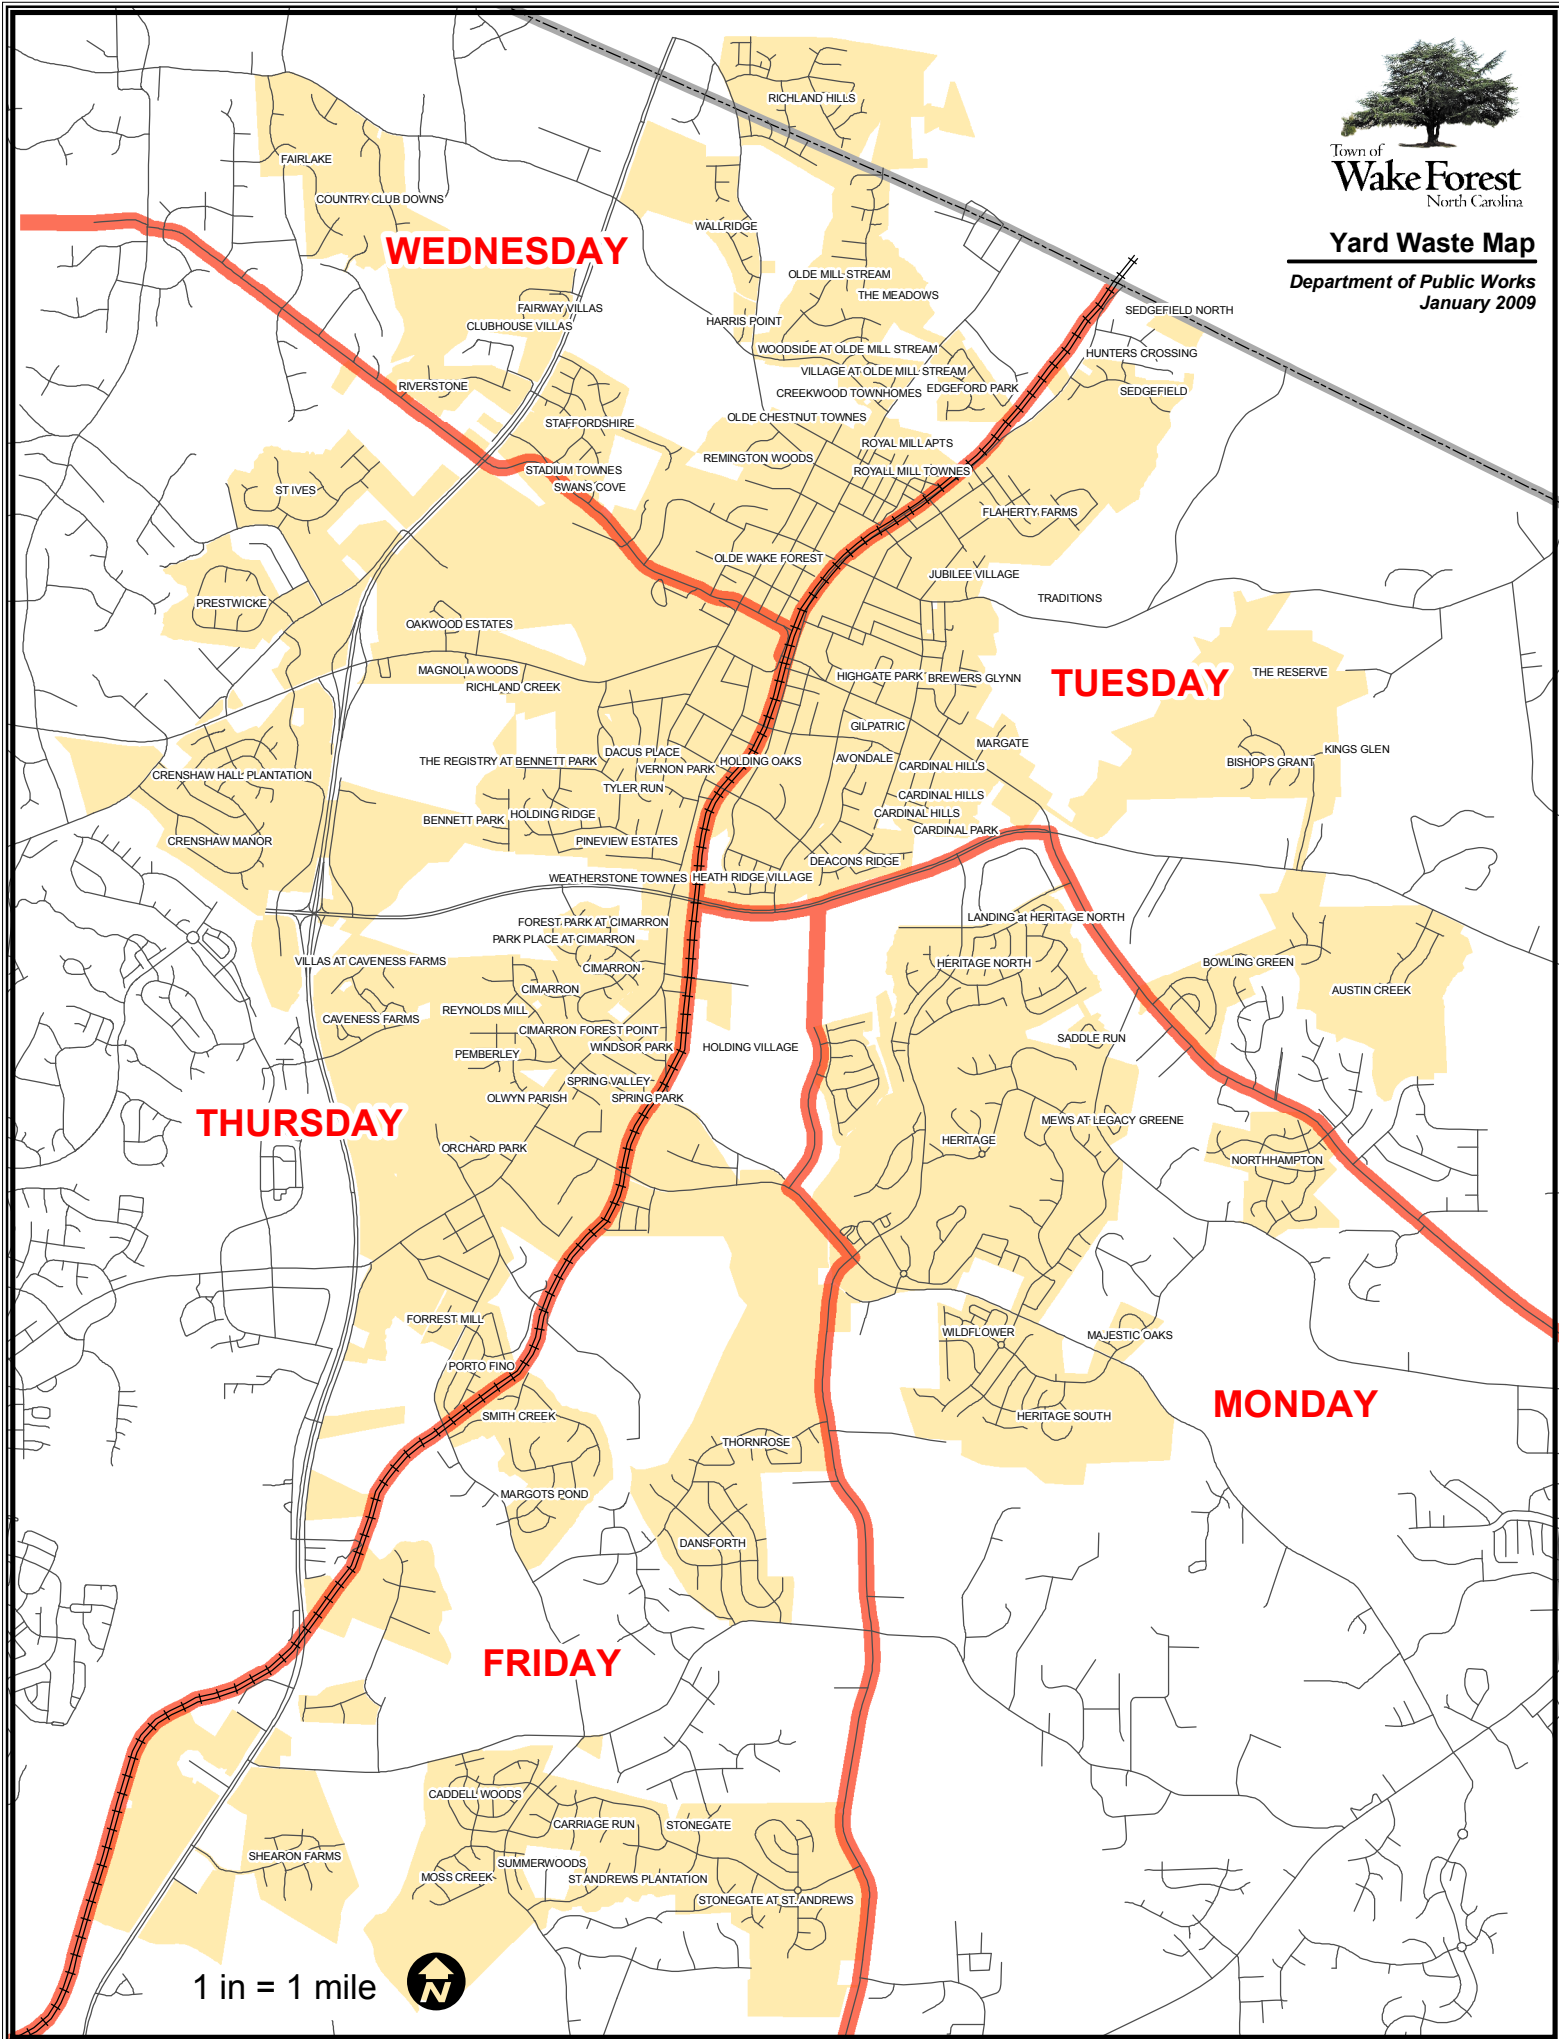 Town of
Wake Forest
North Carolina
Yard Waste Map
Department of Public Works
January 2009
RICHLAND HILLS
FAIRLAKE
COUNTRY CLUB DOWNS
WALLRIDGE
WEDNESDAY
OLDE MILL STREAM
THE MEADOWS
FAIRWAY VILLAS
SEDGEFIELD NORTH
HARRIS POINT
CLUBHOUSE VILLAS
WOODSIDE AT OLDE MILL STREAM
HUNTERS CROSSING
VILLAGE AT OLDE MILL STREAM
RIVERSTONE
EDGEFORD PARK
SEDGEFIELD
CREEKWOOD TOWNHOMES
OLDE CHESTNUT TOWNES
STAFFORDSHIRE
ROYAL MILL APTS
REMINGTON WOODS
STADIUM TOWNES
ROYALL MILL TOWNES
SWANS COVE
ST IVES
FLAHERTY FARMS
OLDE WAKE FOREST
JUBILEE VILLAGE
TRADITIONS
PRESTWICKE
OAKWOOD ESTATES
MAGNOLIA WOODS
THE RESERVE
HIGHGATE PARK
BREWERS GLYNN
TUESDAY
RICHLAND CREEK
GILPATRIC
MARGATE
KINGS GLEN
DACUS PLACE
AVONDALE
THE REGISTRY AT BENNETT PARK
HOLDING OAKS
BISHOPS GRANT
CARDINAL HILLS
VERNON PARK
CRENSHAW HALL PLANTATION
TYLER RUN
CARDINAL HILLS
CARDINAL HILLS
HOLDING RIDGE
BENNETT PARK
CARDINAL PARK
CRENSHAW MANOR
PINEVIEW ESTATES
DEACONS RIDGE
WEATHERSTONE TOWNES
HEATH RIDGE VILLAGE
LANDING at HERITAGE NORTH
FOREST PARK AT CIMARRON
PARK PLACE AT CIMARRON
VILLAS AT CAVENESS FARMS
HERITAGE NORTH
BOWLING GREEN
CIMARRON
CIMARRON
AUSTIN CREEK
REYNOLDS MILL
CAVENESS FARMS
CIMARRON FOREST POINT
SADDLE RUN
WINDSOR PARK
HOLDING VILLAGE
PEMBERLEY
SPRING VALLEY
OLWYN PARISH
SPRING PARK
THURSDAY
MEWS AT LEGACY GREENE
HERITAGE
ORCHARD PARK
NORTHHAMPTON
FORREST MILL
WILDFLOWER
MAJESTIC OAKS
PORTO FINO
MONDAY
SMITH CREEK
HERITAGE SOUTH
THORNROSE
MARGOTS POND
DANSFORTH
FRIDAY
CADDELL WOODS
CARRIAGE RUN
STONEGATE
SHEARON FARMS
SUMMERWOODS
MOSS CREEK
ST ANDREWS PLANTATION
STONEGATE AT ST. ANDREWS
1 in = 1 mile
N